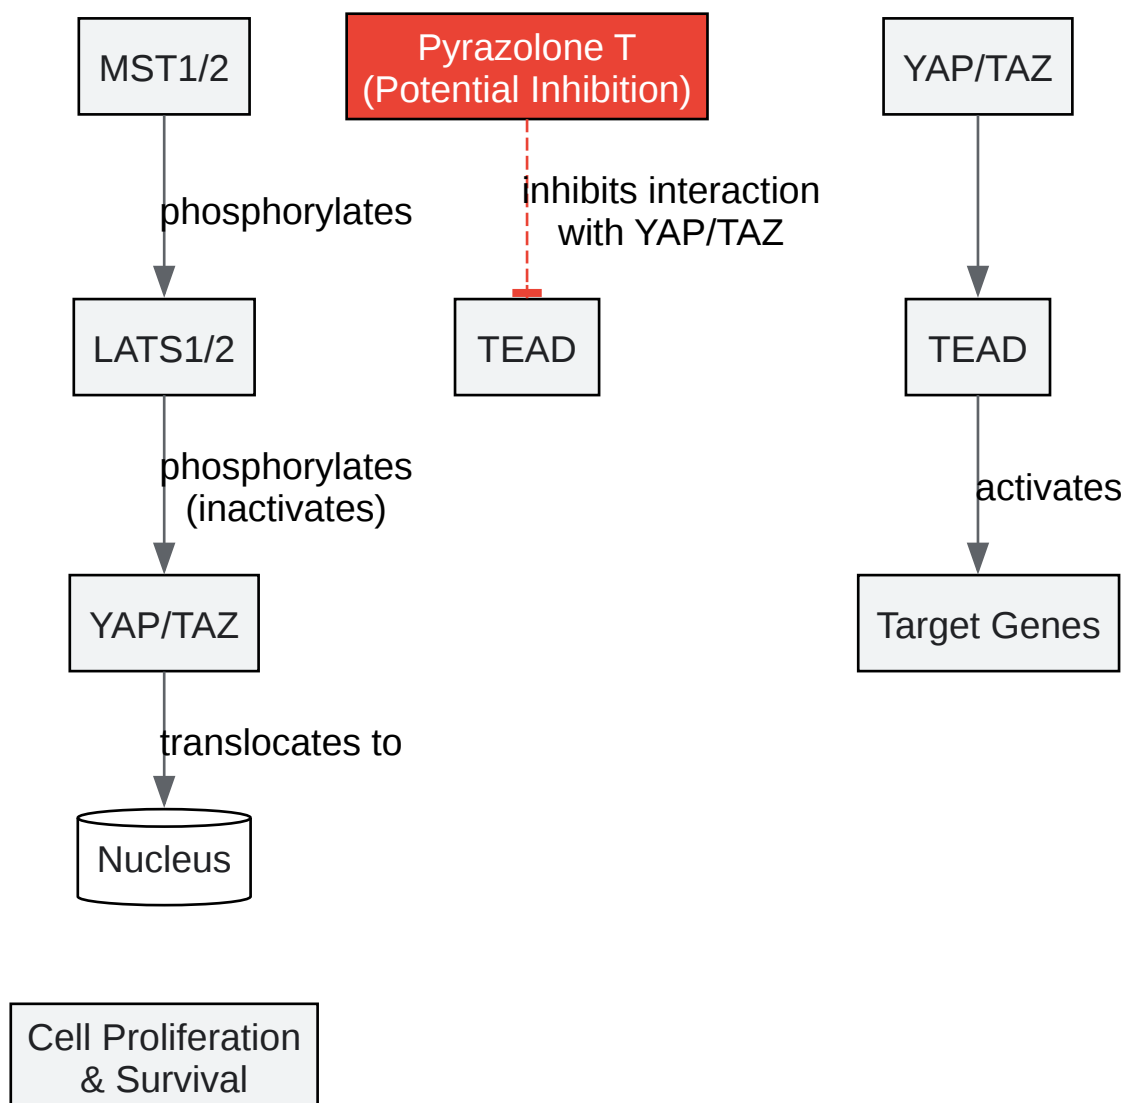 MST1/2
Pyrazolone T
(Potential Inhibition)
YAP/TAZ
phosphorylates
inhibits interaction
with YAP/TAZ
LATS1/2
TEAD
TEAD
phosphorylates
(inactivates)
activates
YAP/TAZ
Target Genes
translocates to
Nucleus
Cell Proliferation
& Survival